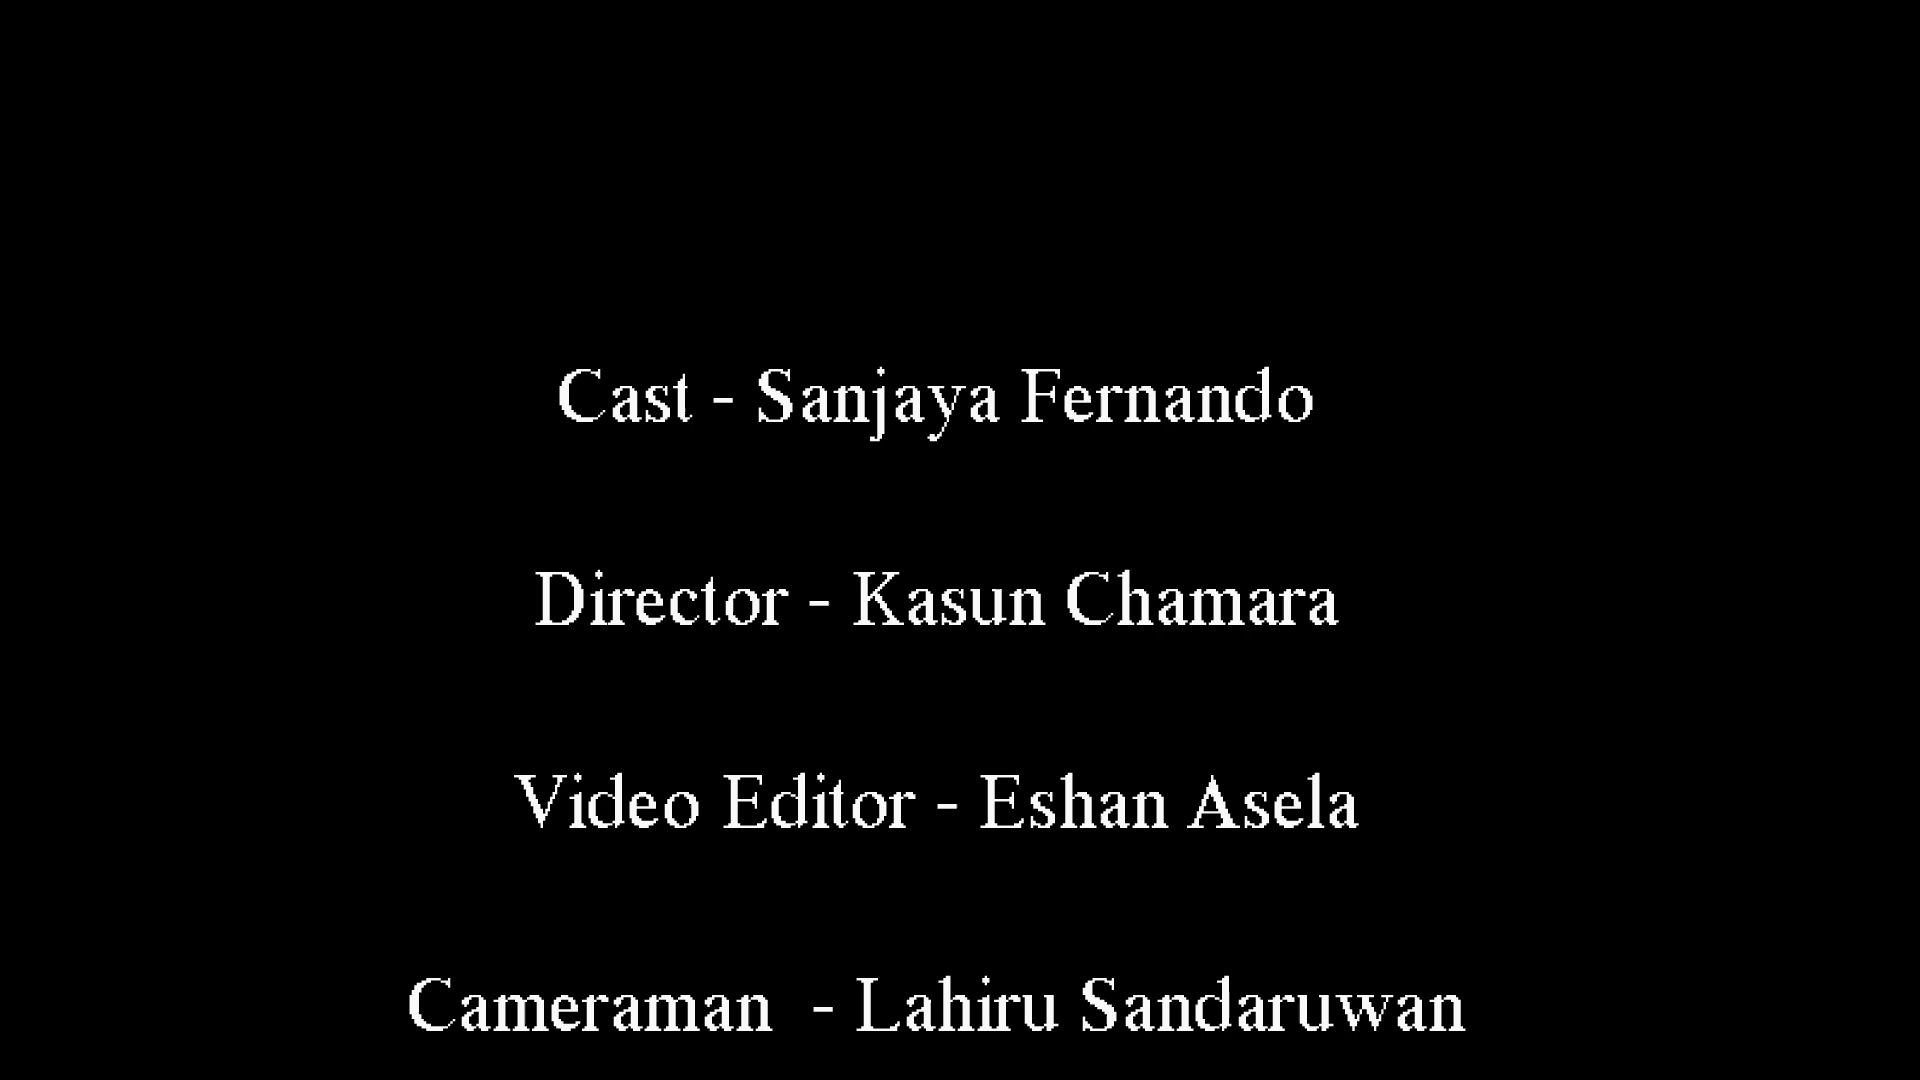 Cast - Sanjaya Fernando
Director - Kasun Chamara
Video Editor - Eshan Asela
Cameraman  - Lahiru Sandaruwan